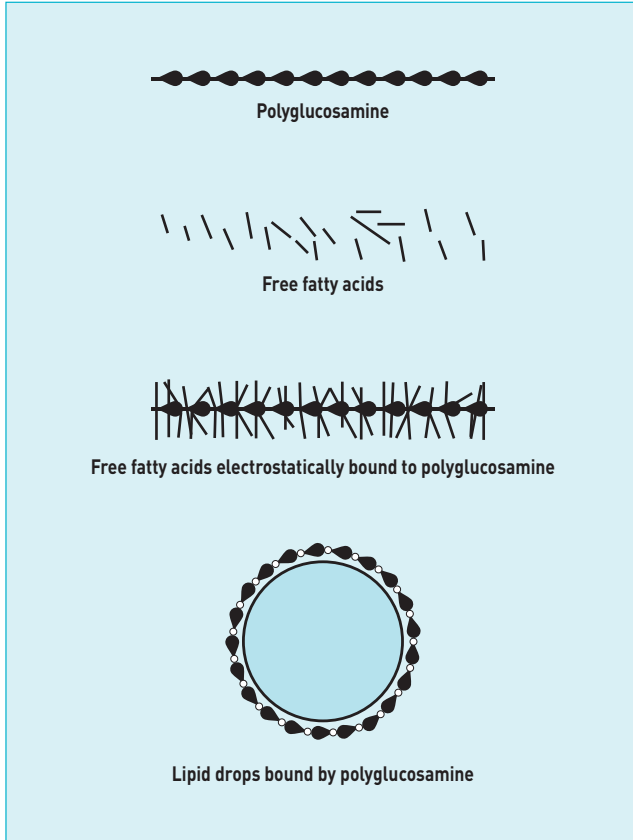 Polyglucosamine
Free fatty acids
Free fatty acids electrostatically bound to polyglucosamine
Lipid drops bound by polyglucosamine